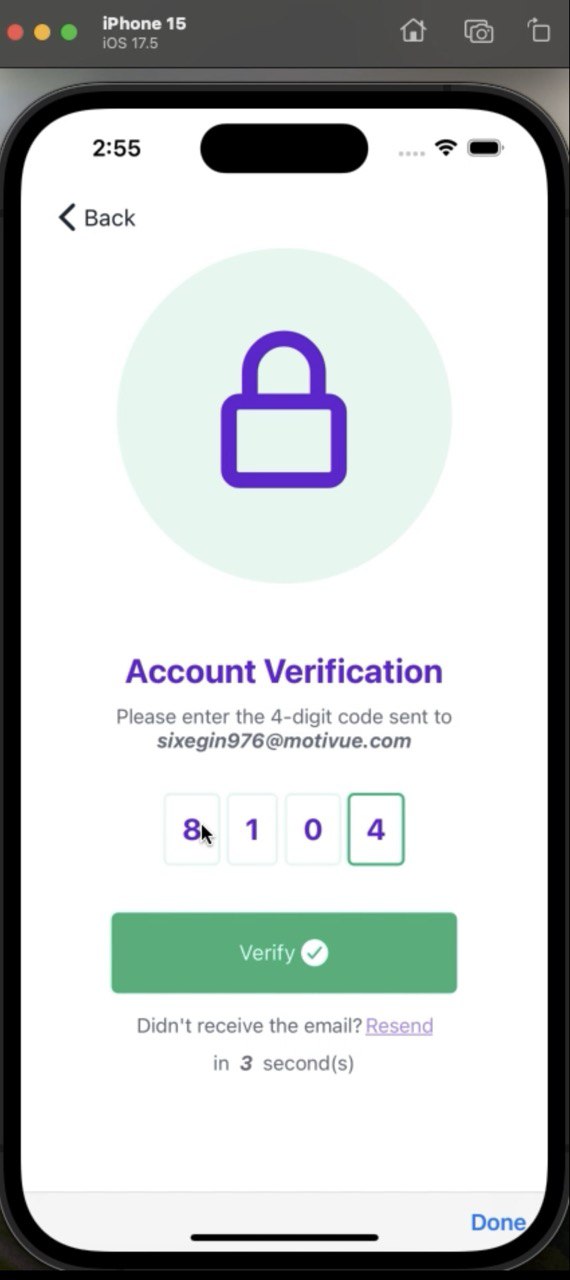 iPhone 15
iOS 17.5
2:55
Back
Account Verification
Please enter the 4-digit code sent to
sixegin976@motivue.com
8 1 0 4
Verify
Didn't receive the email? Resend
in 3 second(s)
Done